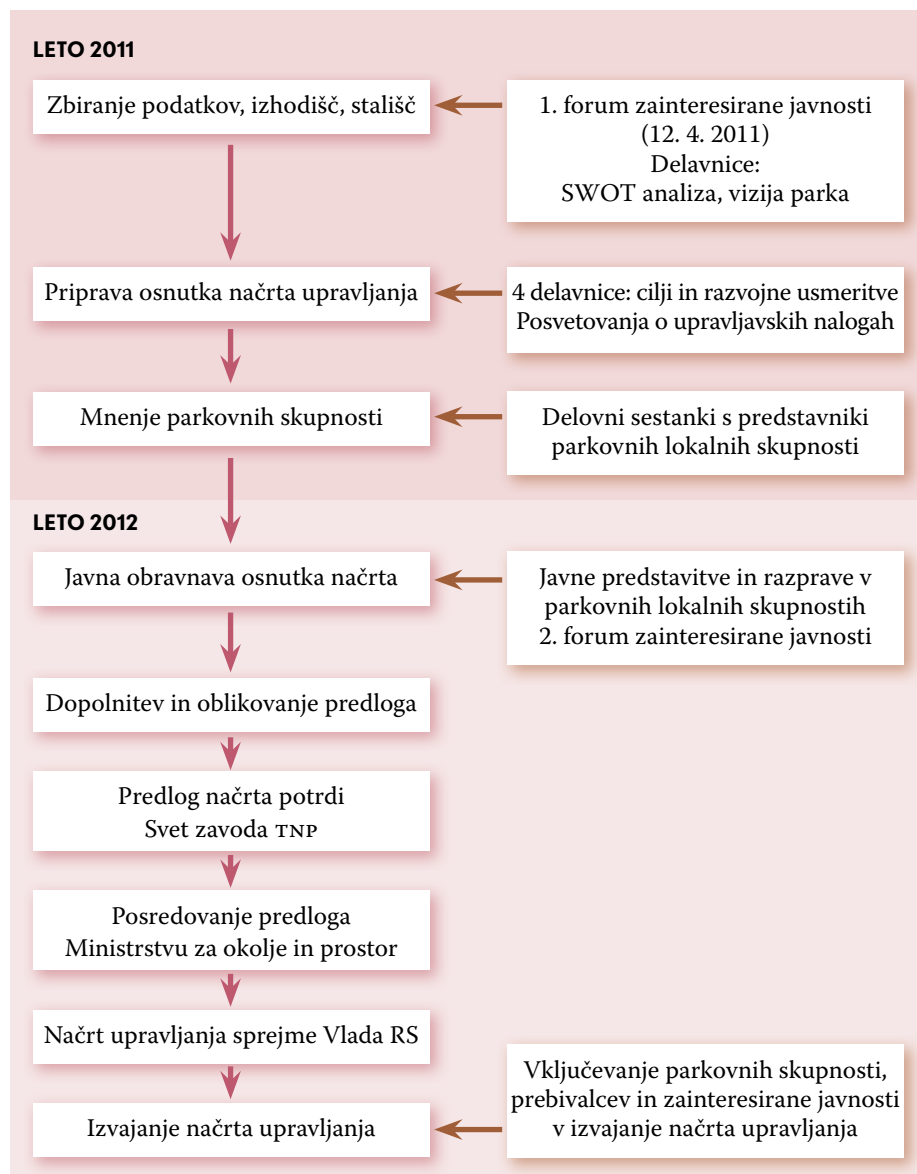 LETO 2011
Zbiranje podatkov, izhodišč, stališč
1. forum zainteresirane javnosti
(12. 4. 2011)
Delavnice:
SWOT analiza, vizija parka
Priprava osnutka načrta upravljanja
4 delavnice: cilji in razvojne usmeritve
Posvetovanja o upravljavskih nalogah
Mnenje parkovnih skupnosti
Delovni sestanki s predstavniki
parkovnih lokalnih skupnosti
LETO 2012
Javna obravnava osnutka načrta
Javne predstavitve in razprave v
parkovnih lokalnih skupnostih
2. forum zainteresirane javnosti
Dopolnitev in oblikovanje predloga
Predlog načrta potrdi
Svet zavoda TNP
Posredovanje predloga
Ministrstvu za okolje in prostor
Načrt upravljanja sprejme Vlada RS
Izvajanje načrta upravljanja
Vključevanje parkovnih skupnosti,
prebivalcev in zainteresirane javnosti
v izvajanje načrta upravljanja